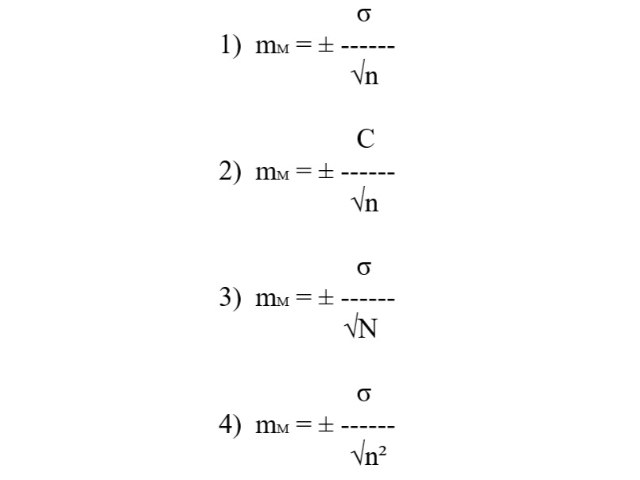 σ
1) mм = ± ------
√n
C
2) mм = ± ------
√n
σ
3) mм = ± ------
√N
σ
4) mм = ± ------
√n²